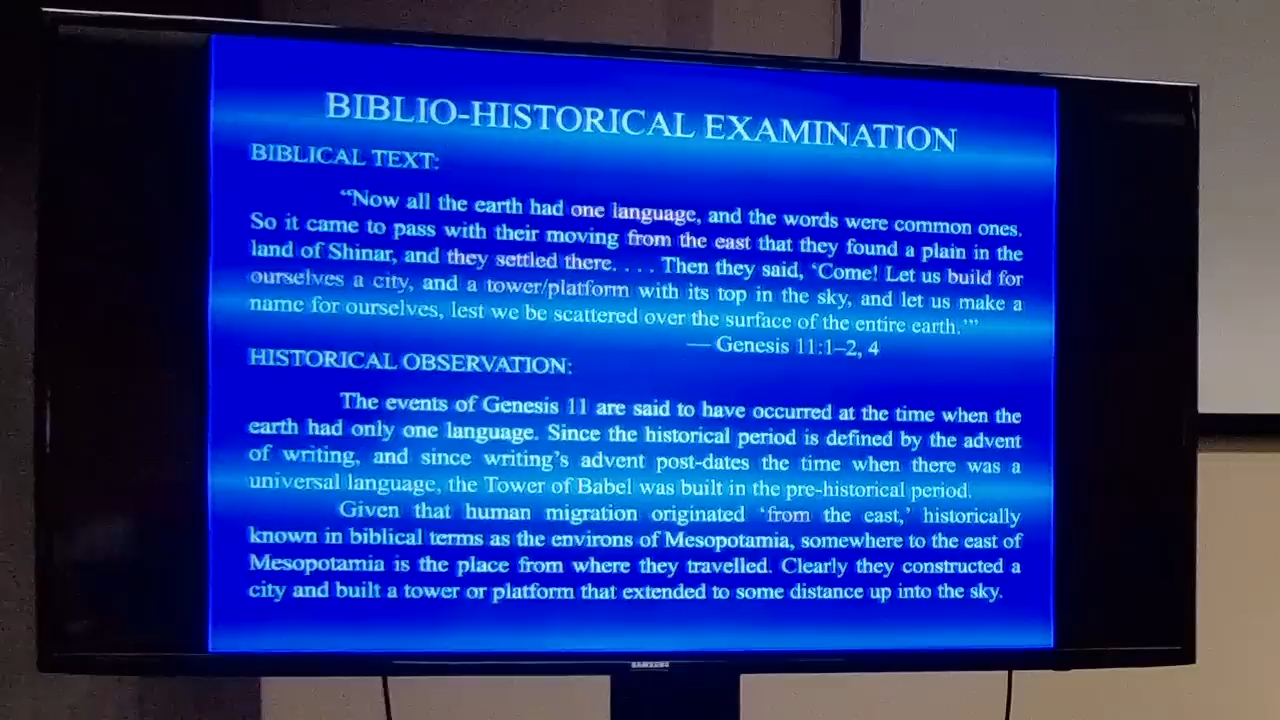 BIBLIO-HISTORICAL EXAMINATION
BIBLICAL TEXT:
“Now all the earth had one language, and the words were common ones.
So it came to pass with their moving from the east that they found a plain in the
land of Shinar, and they settled there. . . . Then they said, ‘Come! Let us build for
ourselves a city, and a tower/platform with its top in the sky, and let us make a
name for ourselves, lest we be scattered over the surface of the entire earth.’”
— Genesis 11:1–2, 4
HISTORICAL OBSERVATION:
The events of Genesis 11 are said to have occurred at the time when the
earth had only one language. Since the historical period is defined by the advent
of writing, and since writing’s advent post-dates the time when there was a
universal language, the Tower of Babel was built in the pre-historical period.
Given that human migration originated ‘from the east,’ historically
known in biblical terms as the environs of Mesopotamia, somewhere to the east of
Mesopotamia is the place from where they travelled. Clearly they constructed a
city and built a tower or platform that extended to some distance up into the sky.
SAMSUNG